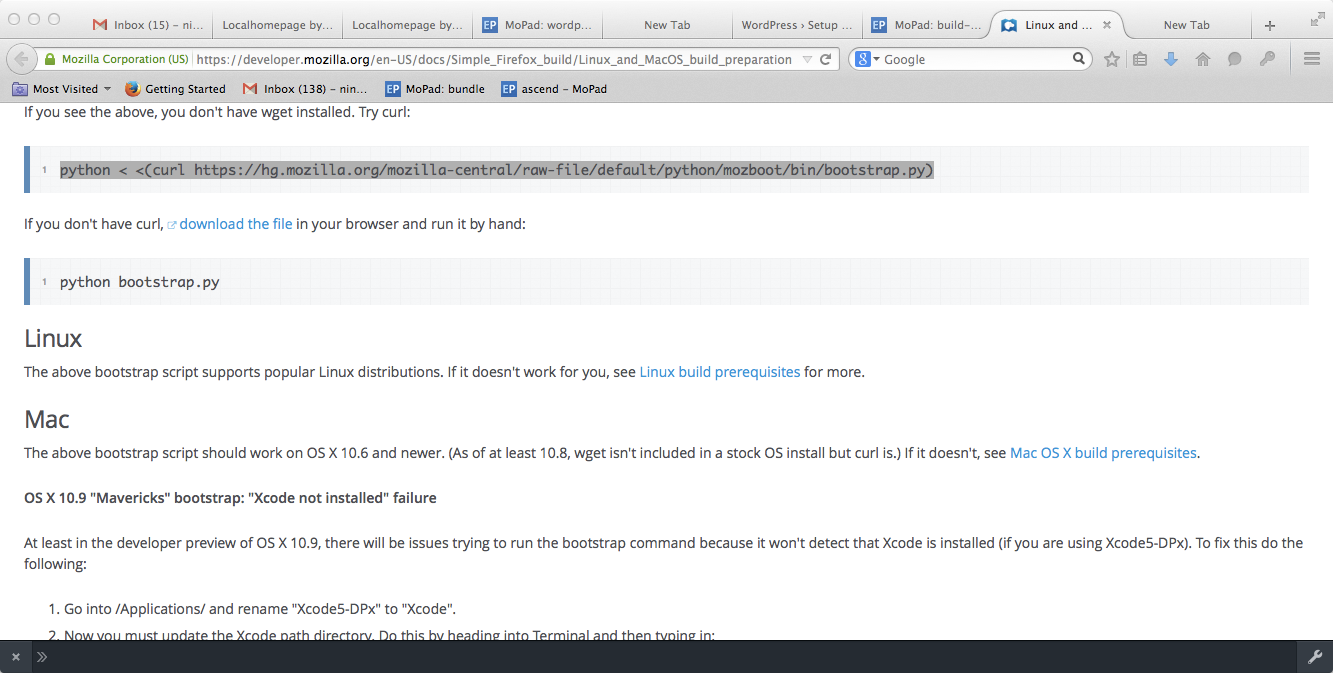 Inbox (15) – ni...
Localhomepage by...
Localhomepage by...
EP MoPad: wordp...
New Tab
WordPress › Setup ...
EP MoPad: build-...
Linux and ... ×
New Tab
+
Mozilla Corporation (US) https://developer.mozilla.org/en-US/docs/Simple_Firefox_build/Linux_and_MacOS_build_preparation
8 Google
Most Visited
Getting Started
Inbox (138) – nin...
EP MoPad: bundle
EP ascend – MoPad
If you see the above, you don't have wget installed. Try curl:
1 python < <(curl https://hg.mozilla.org/mozilla-central/raw-file/default/python/mozboot/bin/bootstrap.py)
If you don't have curl, download the file in your browser and run it by hand:
1 python bootstrap.py
Linux
The above bootstrap script supports popular Linux distributions. If it doesn't work for you, see Linux build prerequisites for more.
Mac
The above bootstrap script should work on OS X 10.6 and newer. (As of at least 10.8, wget isn't included in a stock OS install but curl is.) If it doesn't, see Mac OS X build prerequisites.
OS X 10.9 "Mavericks" bootstrap: "Xcode not installed" failure
At least in the developer preview of OS X 10.9, there will be issues trying to run the bootstrap command because it won't detect that Xcode is installed (if you are using Xcode5-DPx). To fix this do the
following:
1. Go into /Applications/ and rename "Xcode5-DPx" to "Xcode".
2. Now you must update the Xcode path directory. Do this by heading into Terminal and then typing in:
× »